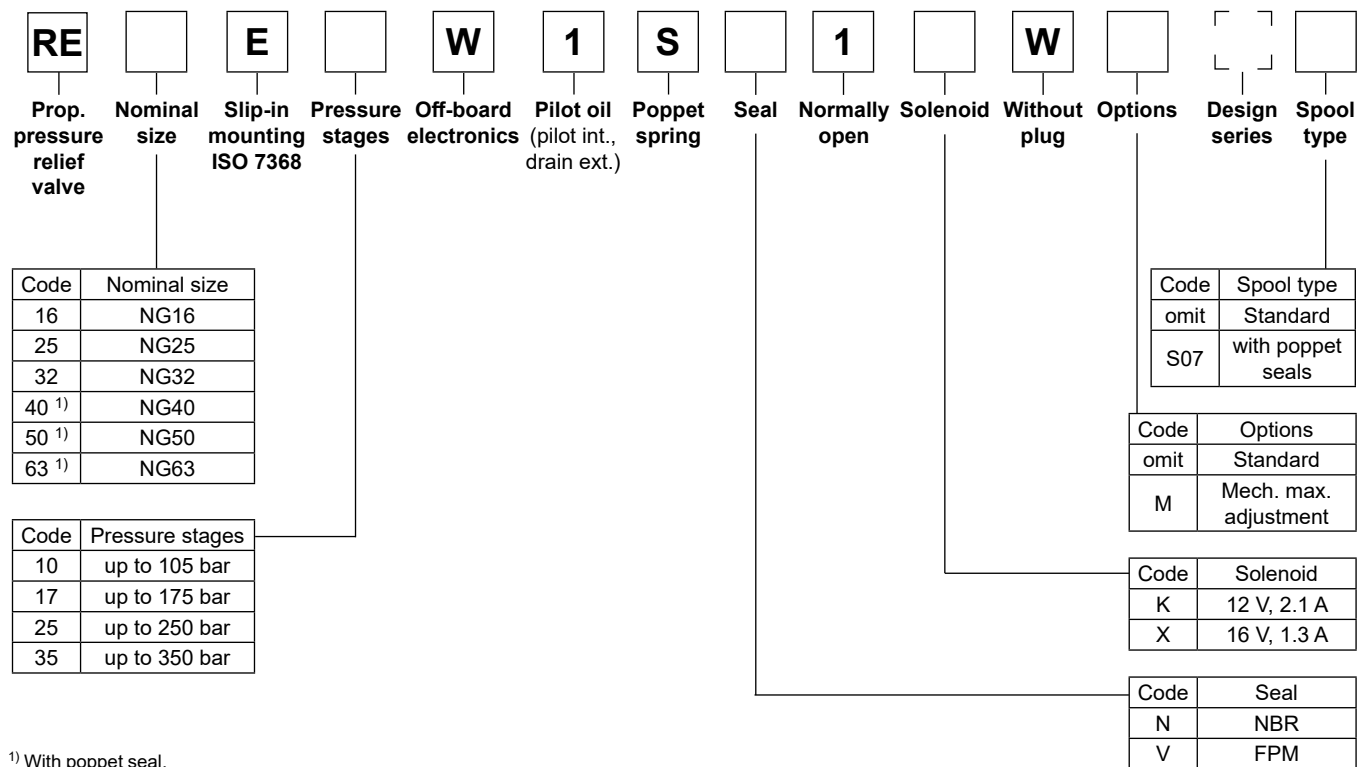 RE E W 1 S 1 W
Prop. pressure relief valve
Nominal size
Slip-in mounting ISO 7368
Pressure stages
Off-board electronics
Pilot oil (pilot int., drain ext.)
Poppet spring
Seal
Normally open
Solenoid
Without plug
Options
Design series
Spool type
Code Nominal size
16 NG16
25 NG25
32 NG32
40 1) NG40
50 1) NG50
63 1) NG63
Code Pressure stages
10 up to 105 bar
17 up to 175 bar
25 up to 250 bar
35 up to 350 bar
Code Spool type
omit Standard
S07 with poppet seals
Code Options
omit Standard
M Mech. max. adjustment
Code Solenoid
K 12 V, 2.1 A
X 16 V, 1.3 A
Code Seal
N NBR
V FPM
1) With poppet seal.